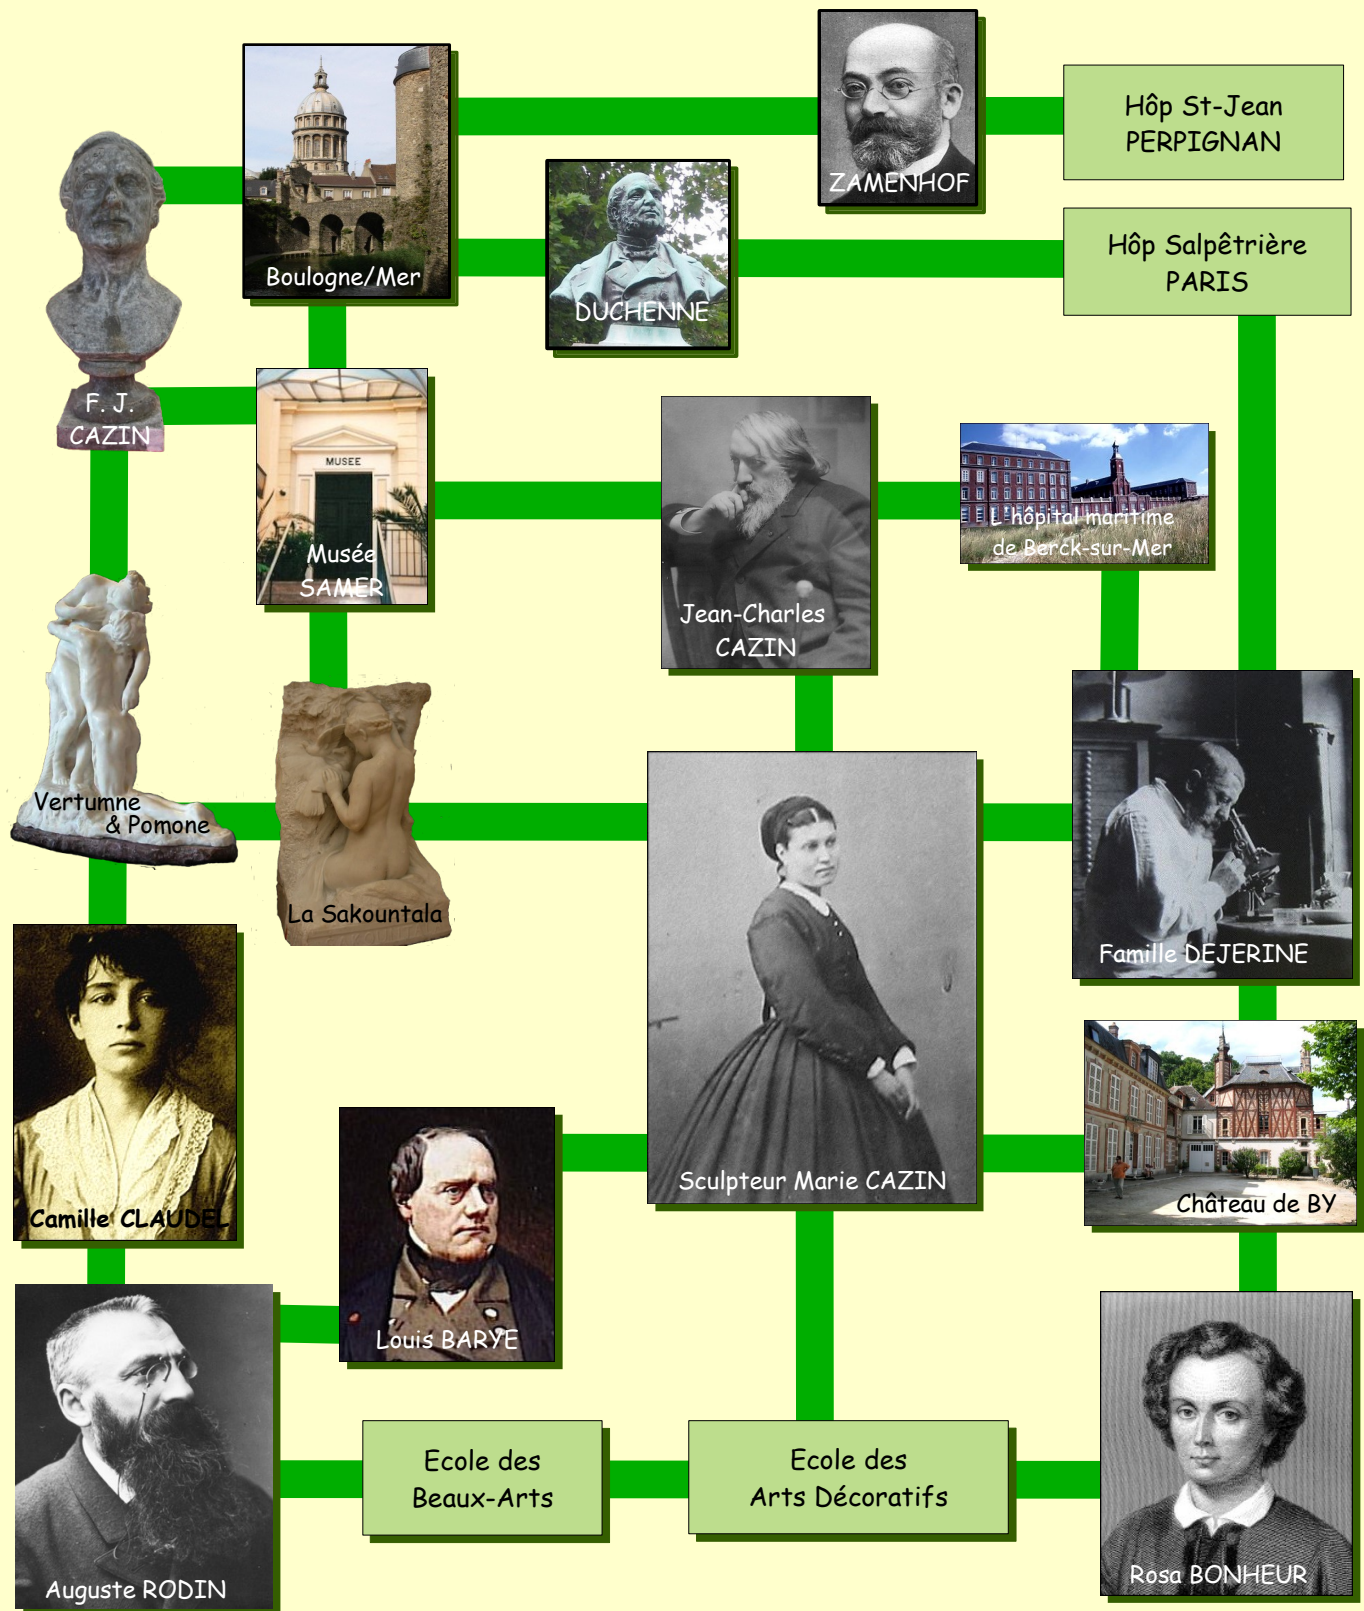 Hôp St-Jean
PERPIGNAN
ZAMENHOF
Boulogne/Mer
DUCHENNE
Hôp Salpêtrière
PARIS
F. J.
CAZIN
MUSEE
Musée
SAMER
Jean-Charles
CAZIN
L'hôpital maritime
de Berck-sur-Mer
Vertumne
& Pomone
La Sakountala
Famille DEJERINE
Camille CLAUDEL
Sculpteur Marie CAZIN
Château de BY
Louis BARYE
Auguste RODIN
Ecole des
Beaux-Arts
Ecole des
Arts Décoratifs
Rosa BONHEUR